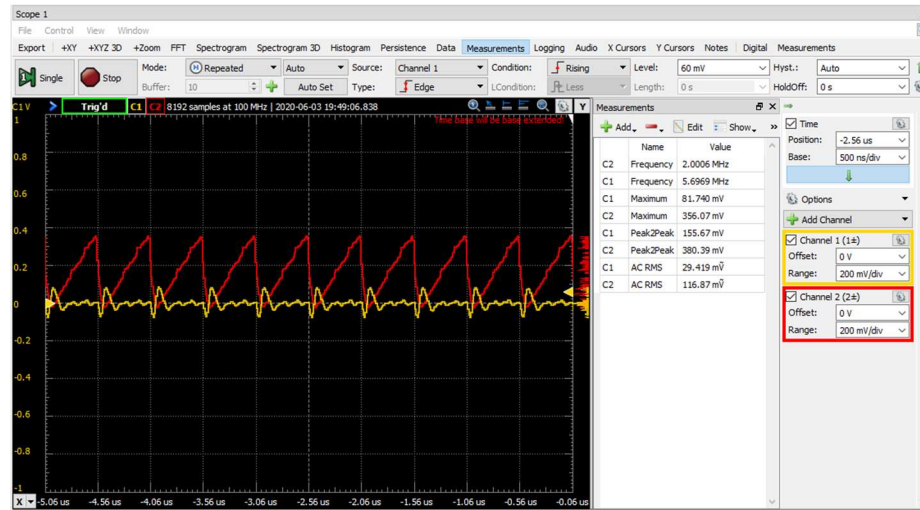 Scope 1
File Control View Window
Export +XY +XYZ 3D +Zoom FFT Spectrogram Spectrogram 3D Histogram Persistence Data Measurements Logging Audio X Cursors Y Cursors Notes Digital Measurements
Single Stop Mode: Repeated Auto Source: Channel 1 Condition: Rising Level: 60 mV Hyst.: Auto
Buffer: 10 Auto Set Type: Edge LCondition: Less Length: 0 s HoldOff: 0 s
C1 V Trig'd C1 C2 8192 samples at 100 MHz | 2020-06-03 19:49:06.838 Y
Time base will be base extended!
1
0.8
0.6
0.4
0.2
0
-0.2
-0.4
-0.6
-0.8
-1
X -5.06 us -4.56 us -4.06 us -3.56 us -3.06 us -2.56 us -2.06 us -1.56 us -1.06 us -0.56 us -0.06 us
Measurements
Add Edit Show
Name Value
C2 Frequency 2.0006 MHz
C1 Frequency 5.6969 MHz
C1 Maximum 81.740 mV
C2 Maximum 356.07 mV
C1 Peak2Peak 155.67 mV
C2 Peak2Peak 380.39 mV
C1 AC RMS 29.419 mṼ
C2 AC RMS 116.87 mṼ
Time
Position: -2.56 us
Base: 500 ns/div
Options
Add Channel
Channel 1 (1±)
Offset: 0 V
Range: 200 mV/div
Channel 2 (2±)
Offset: 0 V
Range: 200 mV/div